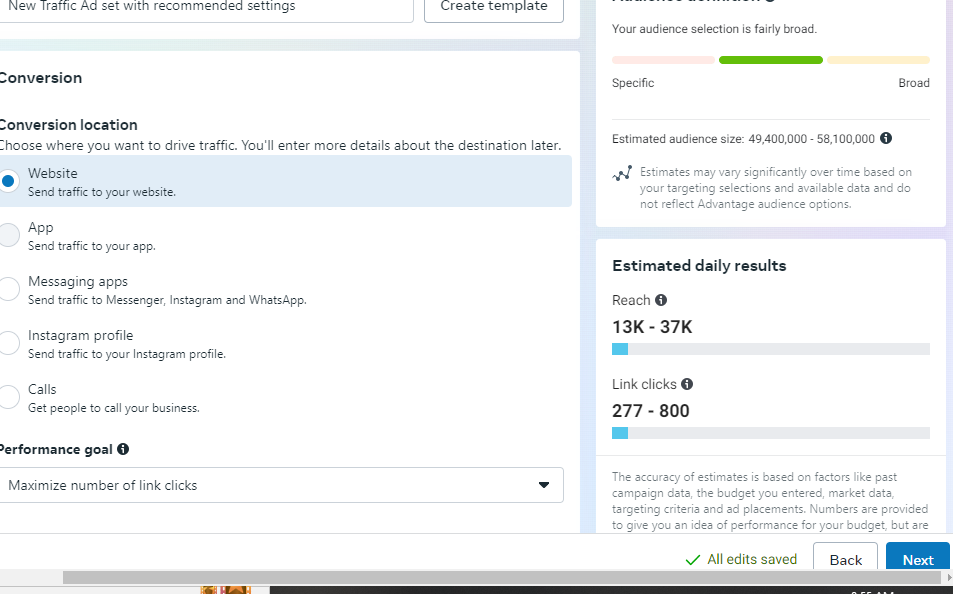 New Traffic Ad set with recommended settings
Create template
Conversion
Conversion location
Choose where you want to drive traffic. You'll enter more details about the destination later.
Website
Send traffic to your website.
App
Send traffic to your app.
Messaging apps
Send traffic to Messenger, Instagram and WhatsApp.
Instagram profile
Send traffic to your Instagram profile.
Calls
Get people to call your business.
Performance goal
Maximize number of link clicks
Audience definition
Your audience selection is fairly broad.
Specific
Broad
Estimated audience size: 49,400,000 - 58,100,000
Estimates may vary significantly over time based on
your targeting selections and available data and do
not reflect Advantage audience options.
Estimated daily results
Reach
13K - 37K
Link clicks
277 - 800
The accuracy of estimates is based on factors like past
campaign data, the budget you entered, market data,
targeting criteria and ad placements. Numbers are provided
to give you an idea of performance for your budget, but are
All edits saved
Back
Next